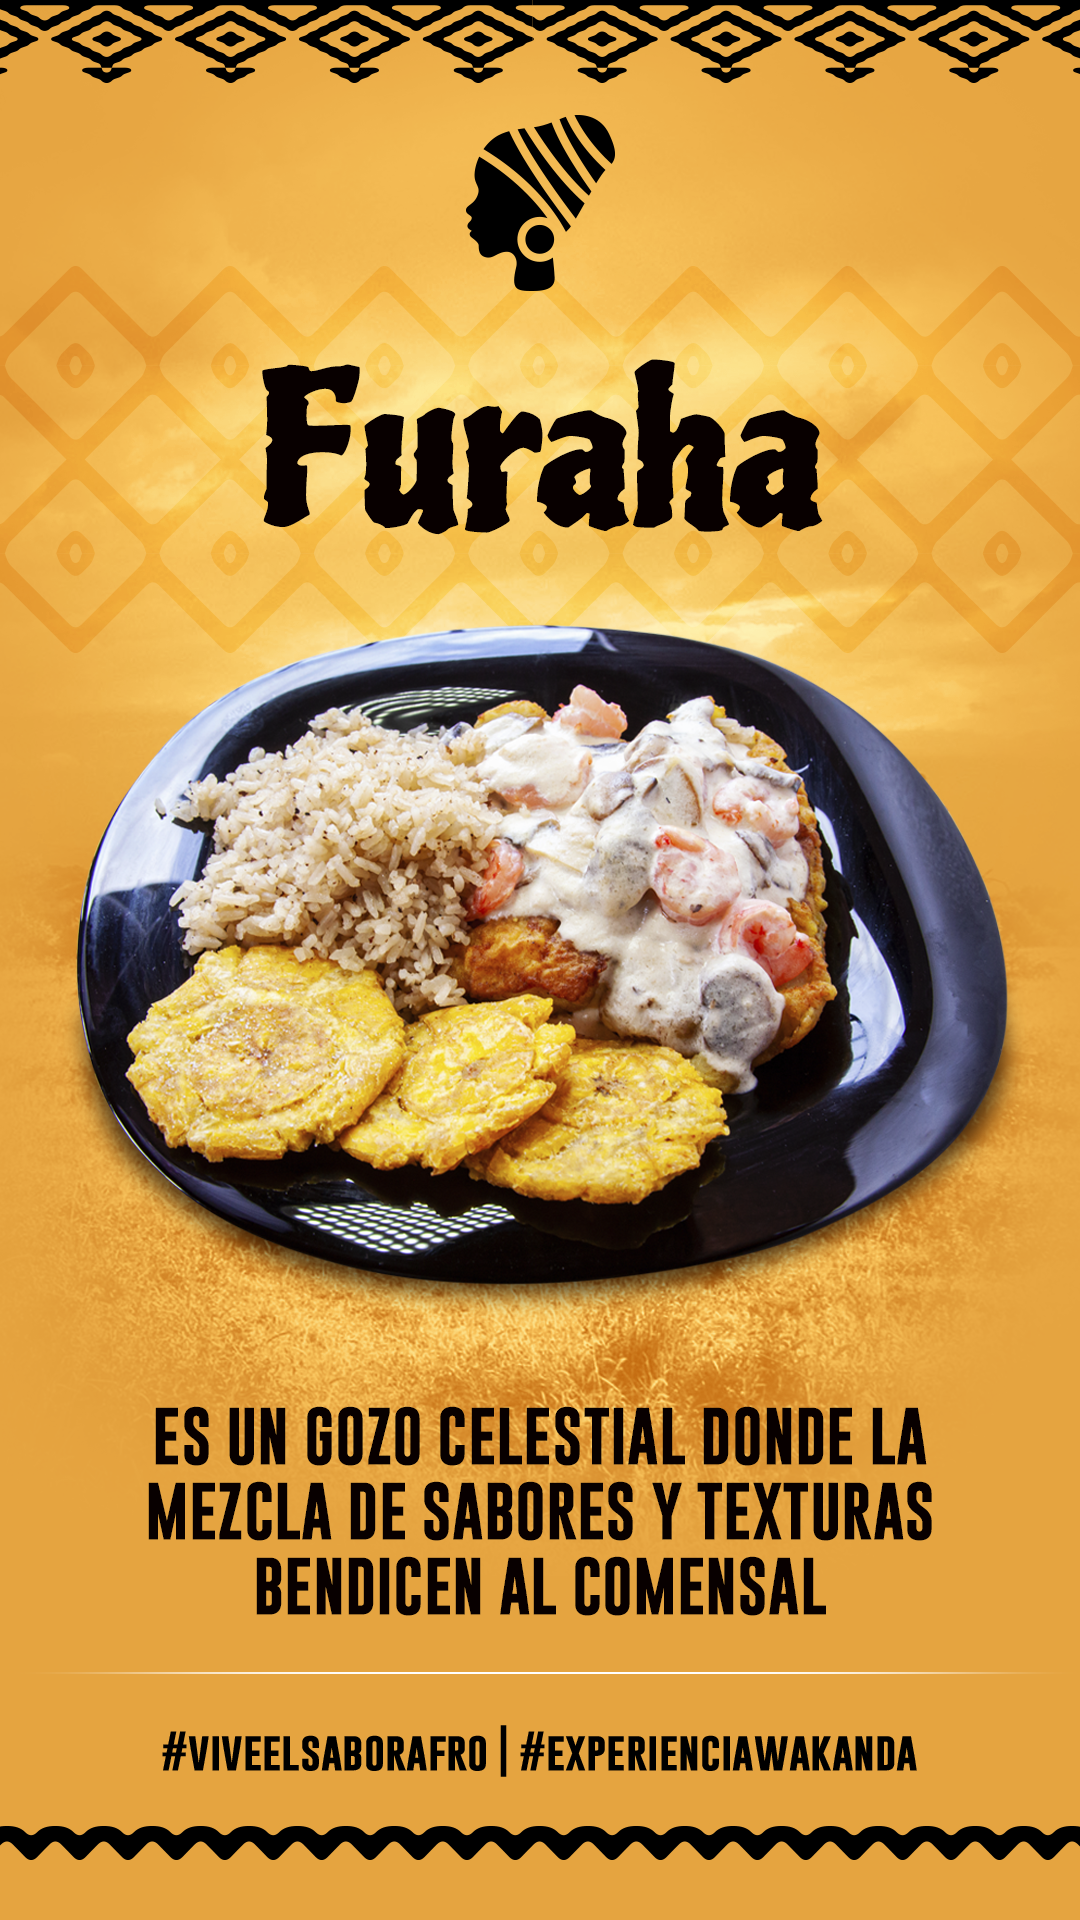 Furaha
ES UN GOZO CELESTIAL DONDE LA
MEZCLA DE SABORES Y TEXTURAS
BENDICEN AL COMENSAL
#VIVEELSABORAFRO | #EXPERIENCIAWAKANDA